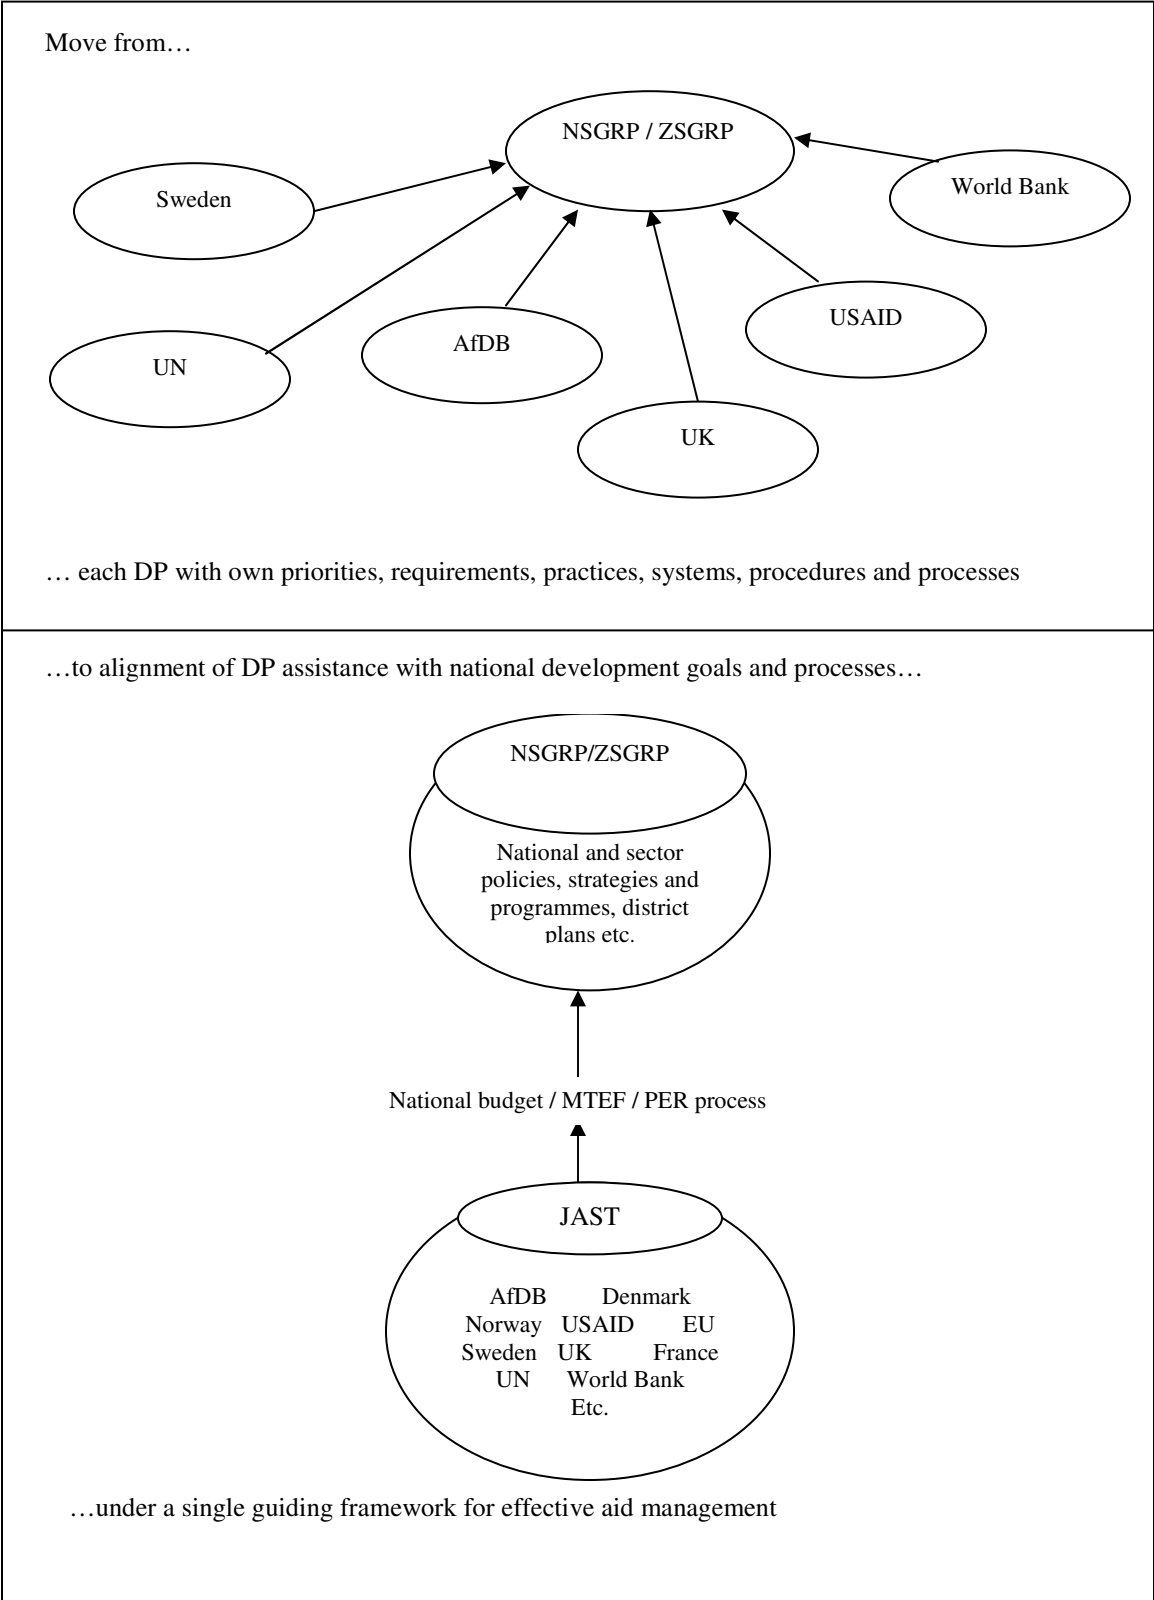 Move from…
NSGRP / ZSGRP
World Bank
Sweden
USAID
AfDB
UN
UK
… each DP with own priorities, requirements, practices, systems, procedures and processes
…to alignment of DP assistance with national development goals and processes…
NSGRP/ZSGRP
National and sector
policies, strategies and
programmes, district
plans etc.
National budget / MTEF / PER process
JAST
AfDB Denmark
Norway USAID EU
Sweden UK France
UN World Bank
Etc.
…under a single guiding framework for effective aid management